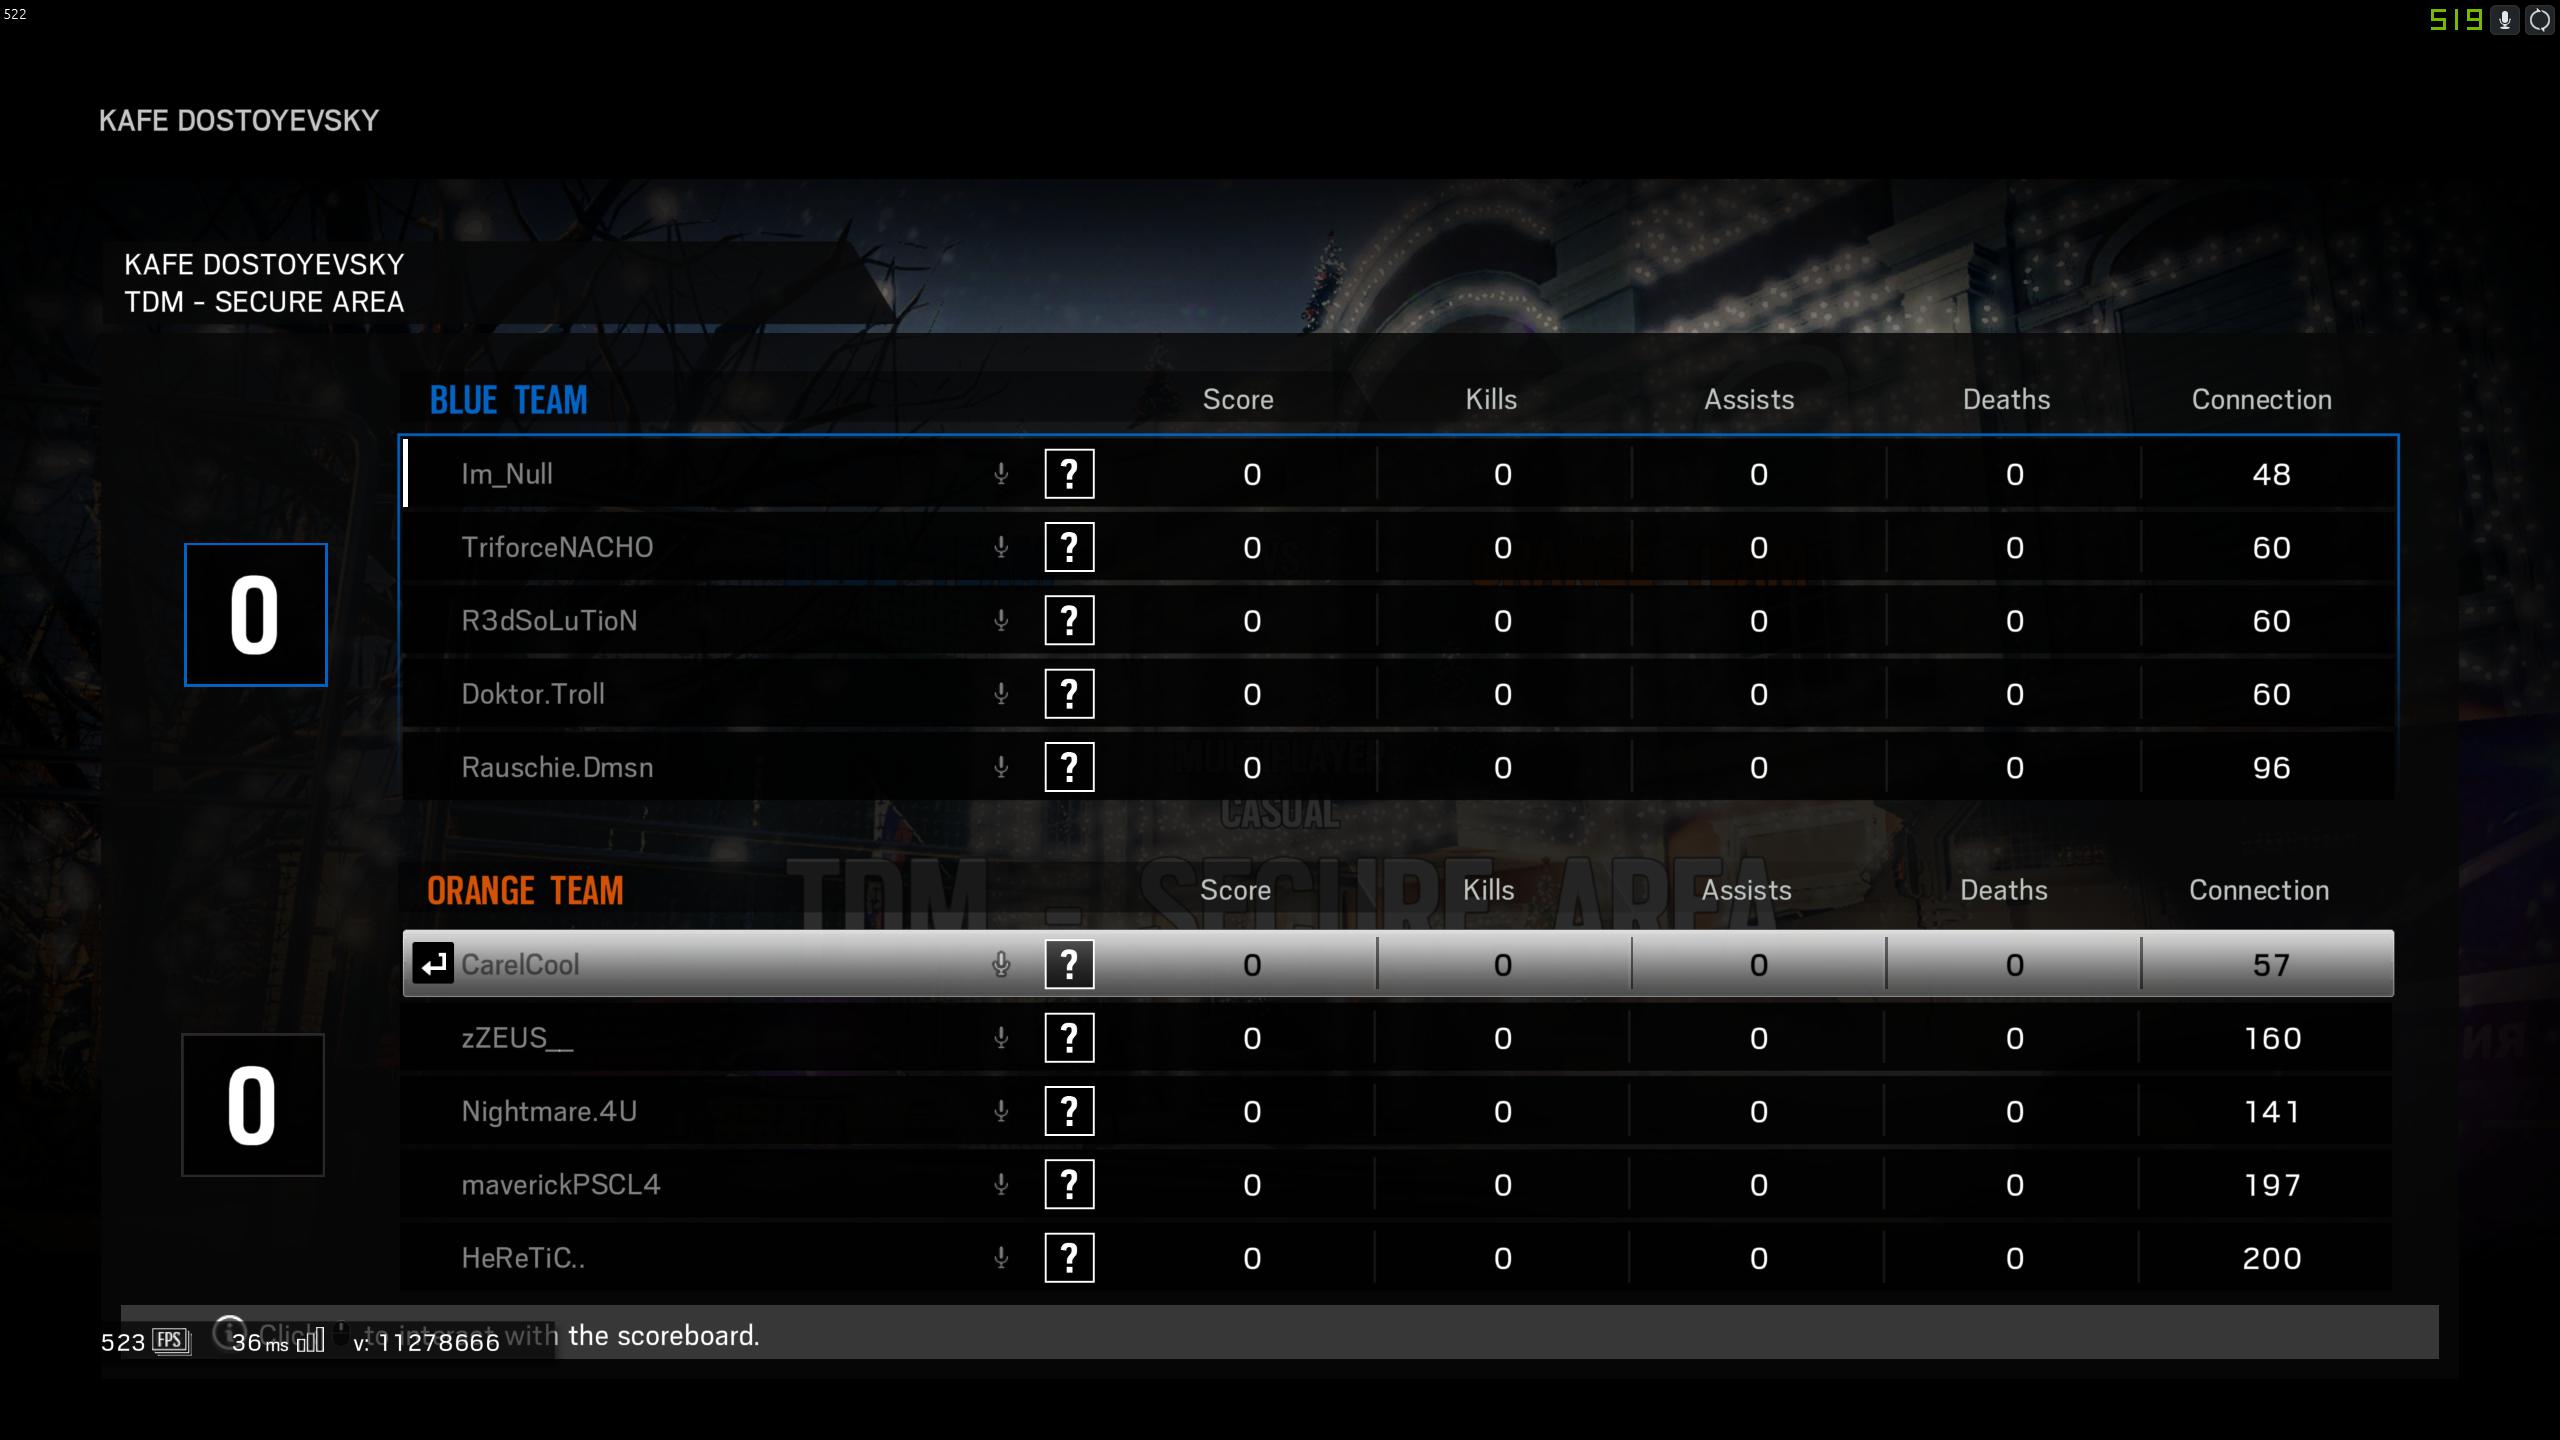 522
519
KAFE DOSTOYEVSKY
KAFE DOSTOYEVSKY
TDM - SECURE AREA
BLUE TEAM Score Kills Assists Deaths Connection
Im_Null ? 0 0 0 0 48
TriforceNACHO ? 0 0 0 0 60
R3dSoLuTioN ? 0 0 0 0 60
0
Doktor.Troll ? 0 0 0 0 60
Rauschie.Dmsn ? 0 0 0 0 96
MULTIPLAYER
CASUAL
TDM - SECURE AREA
ORANGE TEAM Score Kills Assists Deaths Connection
CarelCool ? 0 0 0 0 57
zZEUS__ ? 0 0 0 0 160
0
Nightmare.4U ? 0 0 0 0 141
maverickPSCL4 ? 0 0 0 0 197
HeReTiC.. ? 0 0 0 0 200
Click to interact with the scoreboard.
523 FPS 36 ms v: 11278666